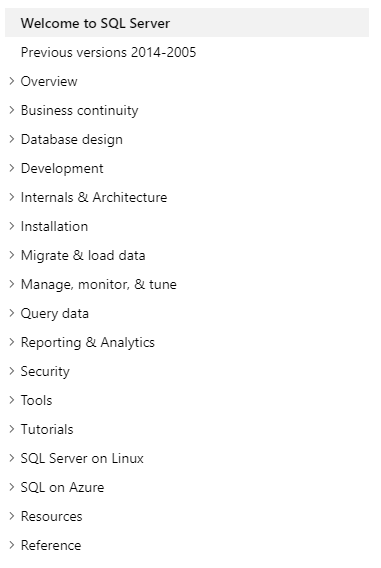 Welcome to SQL Server
Previous versions 2014-2005
Overview
Business continuity
Database design
Development
Internals & Architecture
Installation
Migrate & load data
Manage, monitor, & tune
Query data
Reporting & Analytics
Security
Tools
Tutorials
SQL Server on Linux
SQL on Azure
Resources
Reference